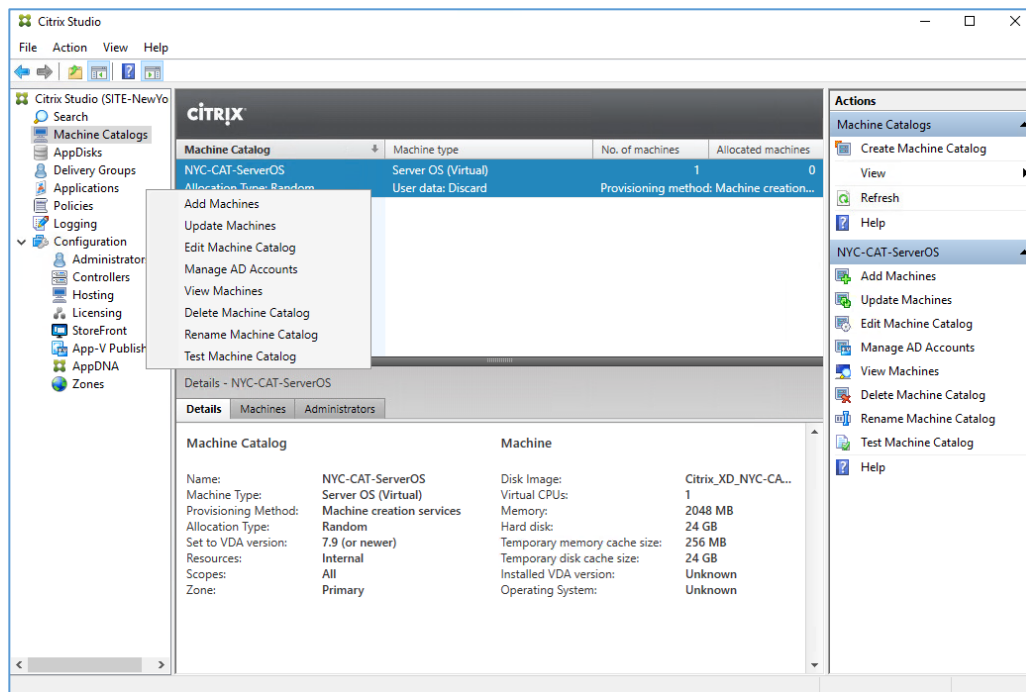 Citrix Studio
File Action View Help
Citrix Studio (SITE-NewYo
Search
Machine Catalogs
AppDisks
Delivery Groups
Applications
Policies
Logging
Configuration
Administrator
Controllers
Hosting
Licensing
StoreFront
App-V Publish
AppDNA
Zones
CITRIX
Machine Catalog Machine type No. of machines Allocated machines
NYC-CAT-ServerOS Server OS (Virtual) 1 0
Allocation Type: Random User data: Discard Provisioning method: Machine creation...
Add Machines
Update Machines
Edit Machine Catalog
Manage AD Accounts
View Machines
Delete Machine Catalog
Rename Machine Catalog
Test Machine Catalog
Details - NYC-CAT-ServerOS
Details Machines Administrators
Machine Catalog Machine
Name: NYC-CAT-ServerOS Disk Image: Citrix_XD_NYC-CA...
Machine Type: Server OS (Virtual) Virtual CPUs: 1
Provisioning Method: Machine creation services Memory: 2048 MB
Allocation Type: Random Hard disk: 24 GB
Set to VDA version: 7.9 (or newer) Temporary memory cache size: 256 MB
Resources: Internal Temporary disk cache size: 24 GB
Scopes: All Installed VDA version: Unknown
Zone: Primary Operating System: Unknown
Actions
Machine Catalogs
Create Machine Catalog
View
Refresh
Help
NYC-CAT-ServerOS
Add Machines
Update Machines
Edit Machine Catalog
Manage AD Accounts
View Machines
Delete Machine Catalog
Rename Machine Catalog
Test Machine Catalog
Help